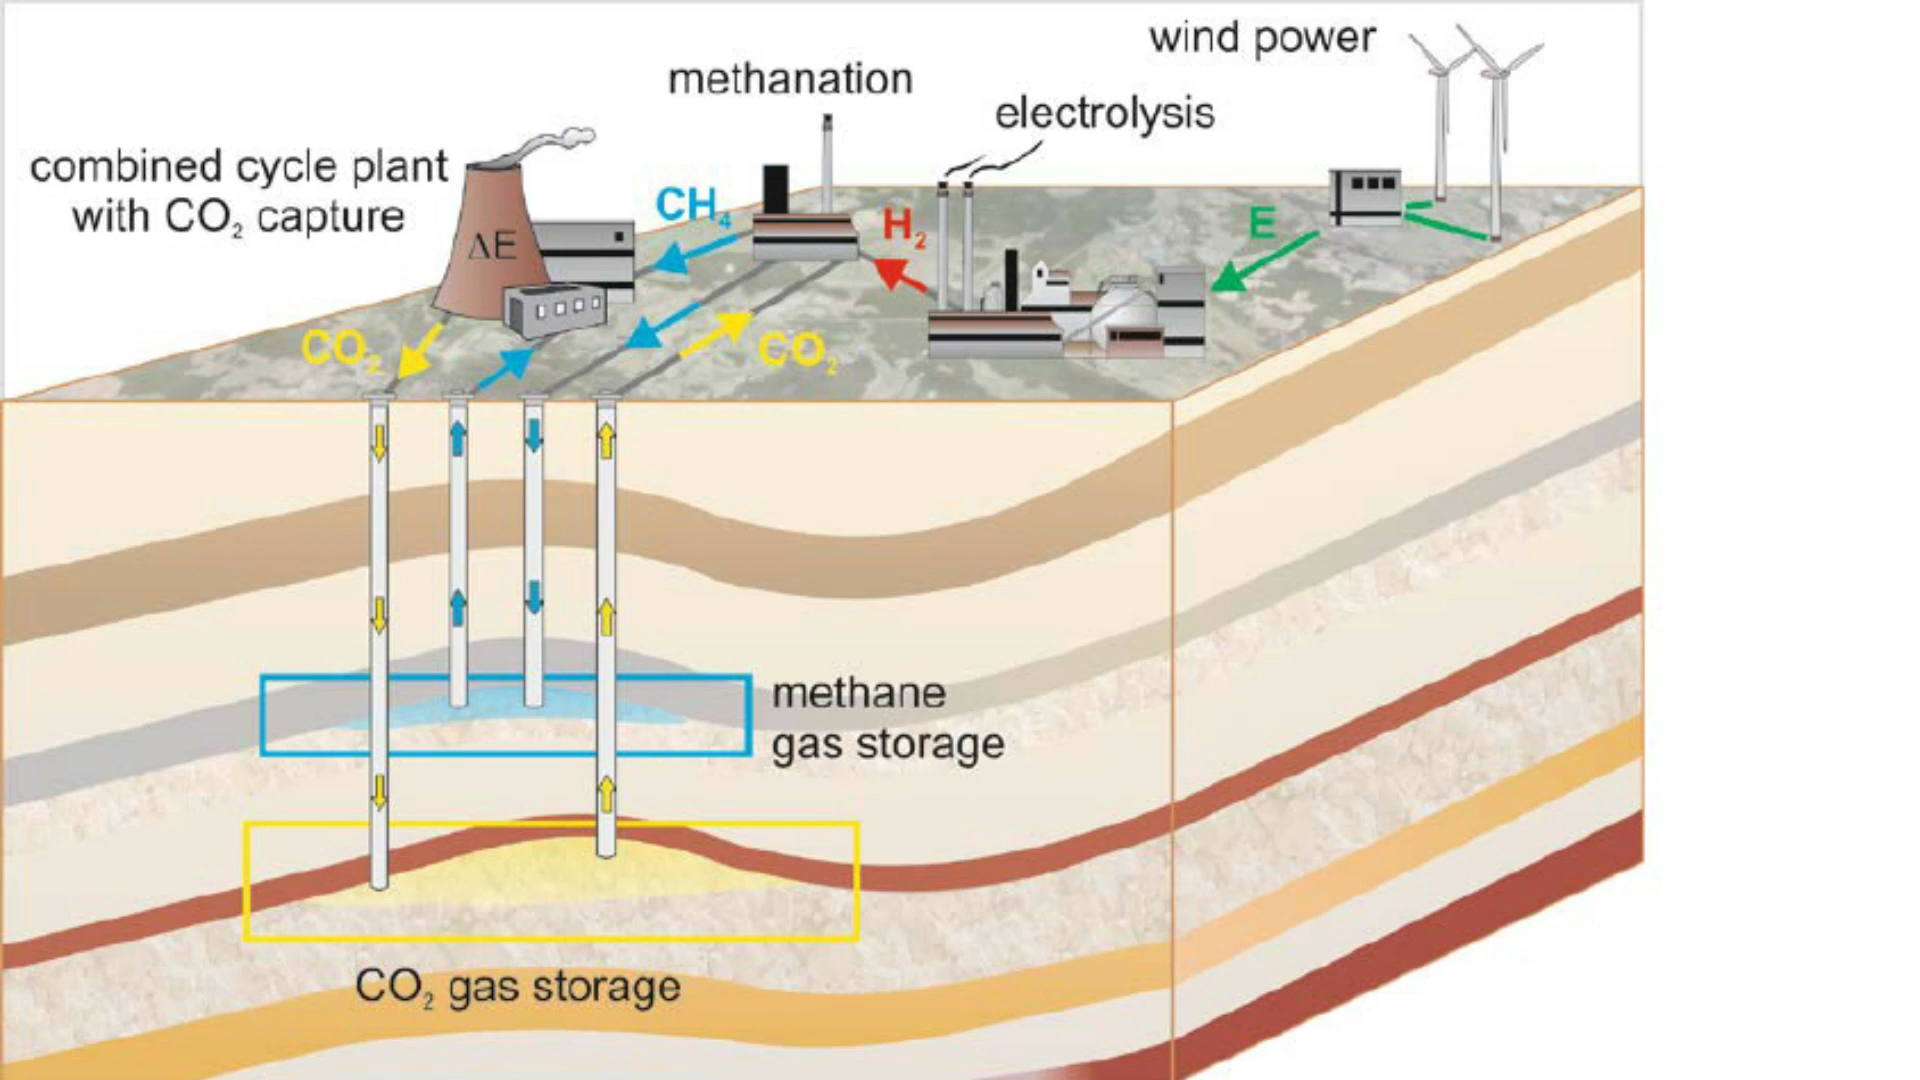 wind power
methanation
electrolysis
combined cycle plant
with CO₂ capture
CH₄
H₂
E
ΔE
CO₂
CO₂
methane
gas storage
CO₂ gas storage